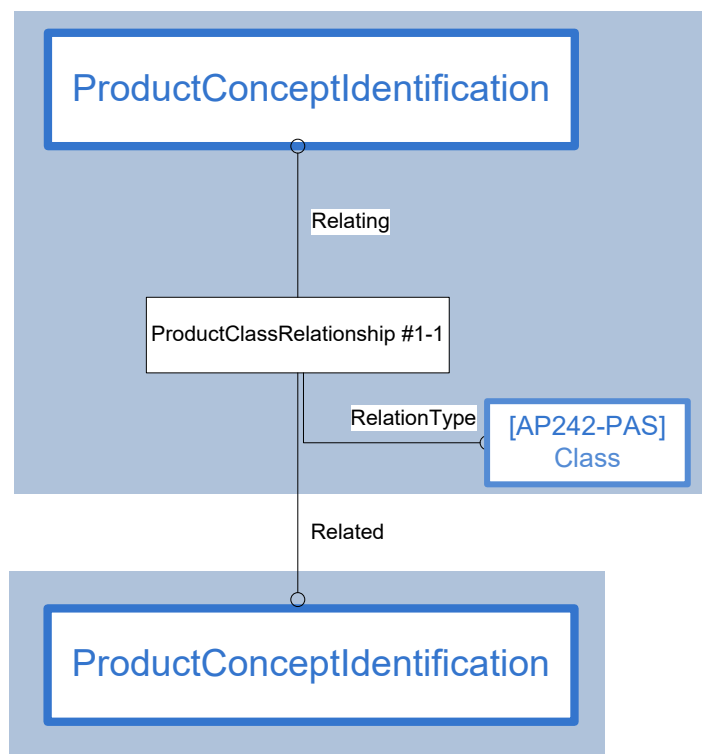 ProductConceptIdentification
Relating
ProductClassRelationship #1-1
RelationType
[AP242-PAS]
Class
Related
ProductConceptIdentification